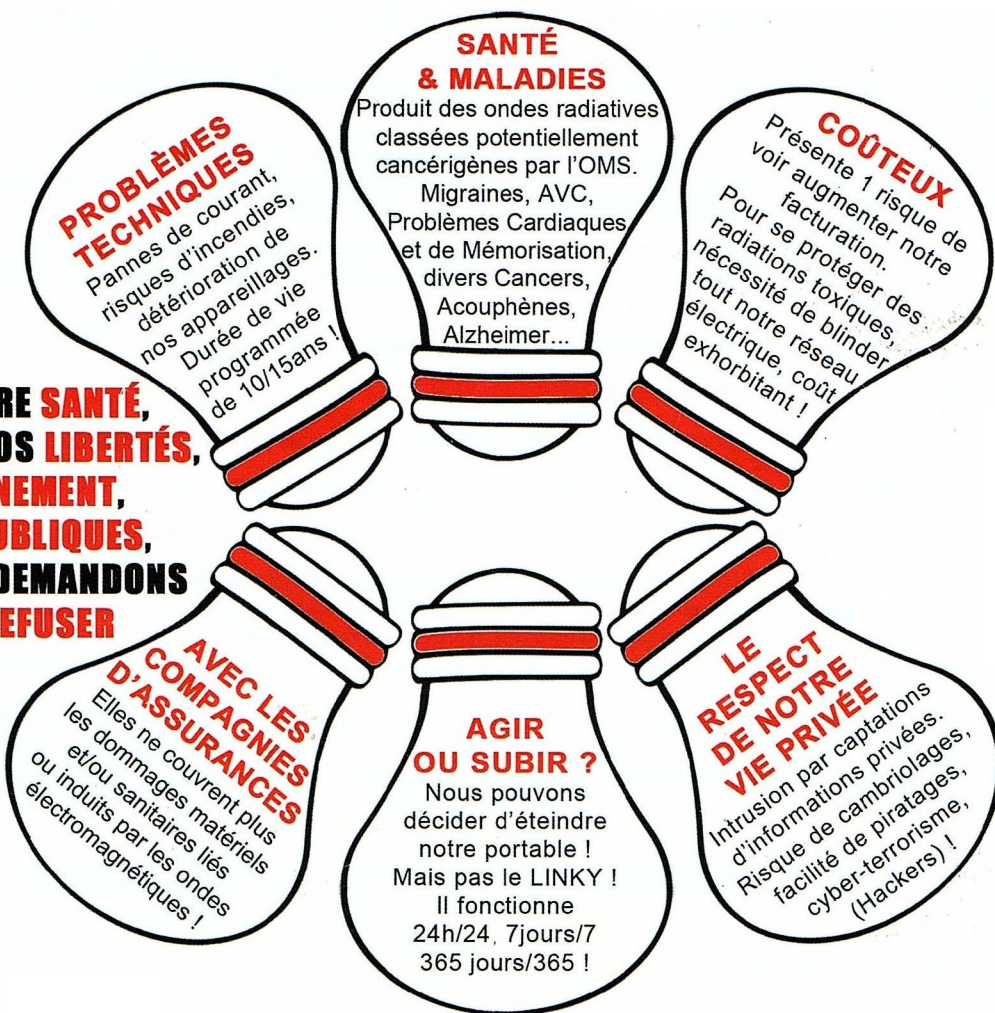 SANTÉ
& MALADIES
Produit des ondes radiatives
classées potentiellement
cancérigènes par l'OMS.
Migraines, AVC,
Problèmes Cardiaques
et de Mémorisation,
divers Cancers,
Acouphènes,
Alzheimer...
PROBLÈMES
TECHNIQUES
Pannes de courant,
risques d'incendies,
détérioration de
nos appareillages.
Durée de vie
programmée
de 10/15ans !
COÛTEUX
Présente 1 risque de
voir augmenter notre
facturation.
Pour se protéger des
radiations toxiques,
nécessité de blinder
tout notre réseau
électrique, coût
exhorbitant !
RE SANTÉ,
OS LIBERTÉS,
NEMENT,
UBLIQUES,
DEMANDONS
EFUSER
AVEC LES
COMPAGNIES
D'ASSURANCES
Elles ne couvrent plus
les dommages matériels
et/ou sanitaires liés
ou induits par les ondes
électromagnétiques !
AGIR
OU SUBIR ?
Nous pouvons
décider d'éteindre
notre portable !
Mais pas le LINKY !
Il fonctionne
24h/24, 7jours/7
365 jours/365 !
LE
RESPECT
DE NOTRE
VIE PRIVÉE
Intrusion par captations
d'informations privées.
Risque de cambriolages,
facilité de piratages,
cyber-terrorisme,
(Hackers) !